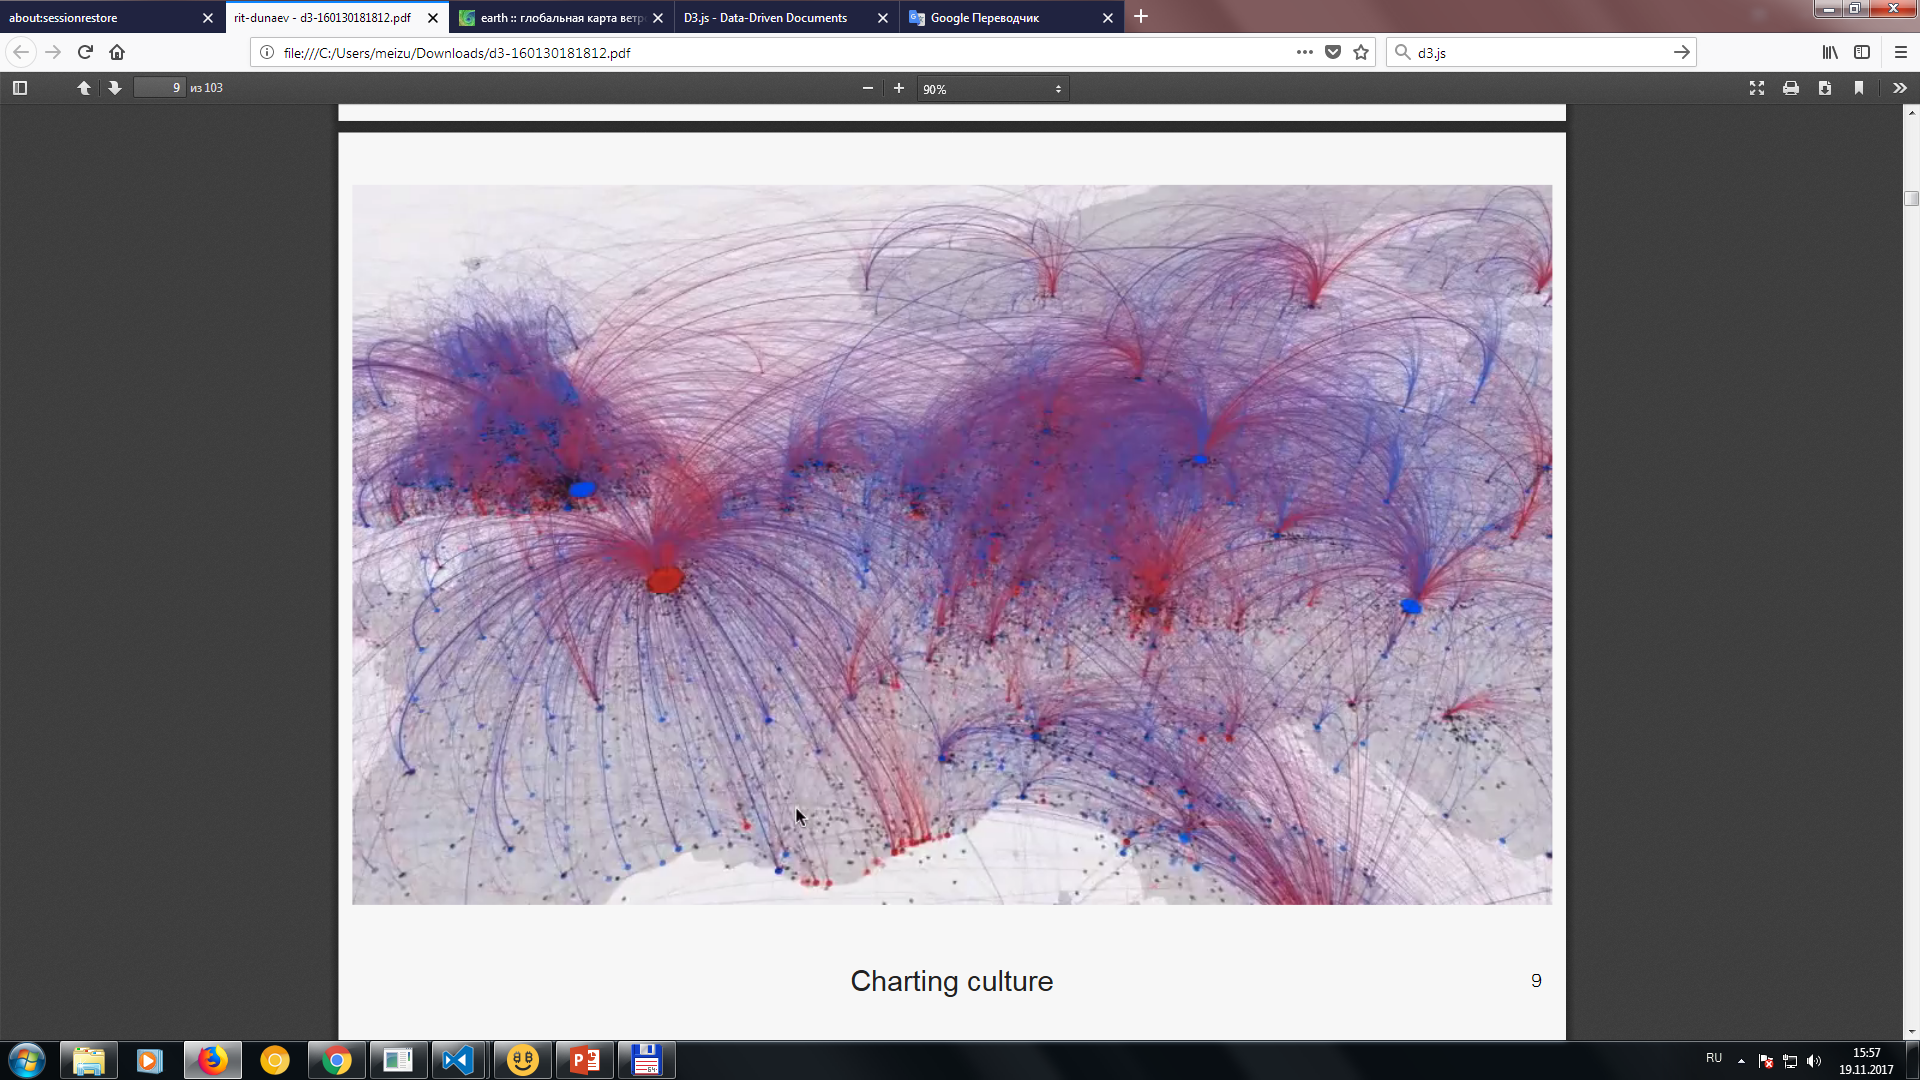 about:sessionrestore
rit-dunaev - d3-160130181812.pdf
earth :: глобальная карта ветр
D3.js - Data-Driven Documents
Google Переводчик
file:///C:/Users/meizu/Downloads/d3-160130181812.pdf
d3.js
9 из 103
90%
Charting culture
9
RU
15:57
19.11.2017